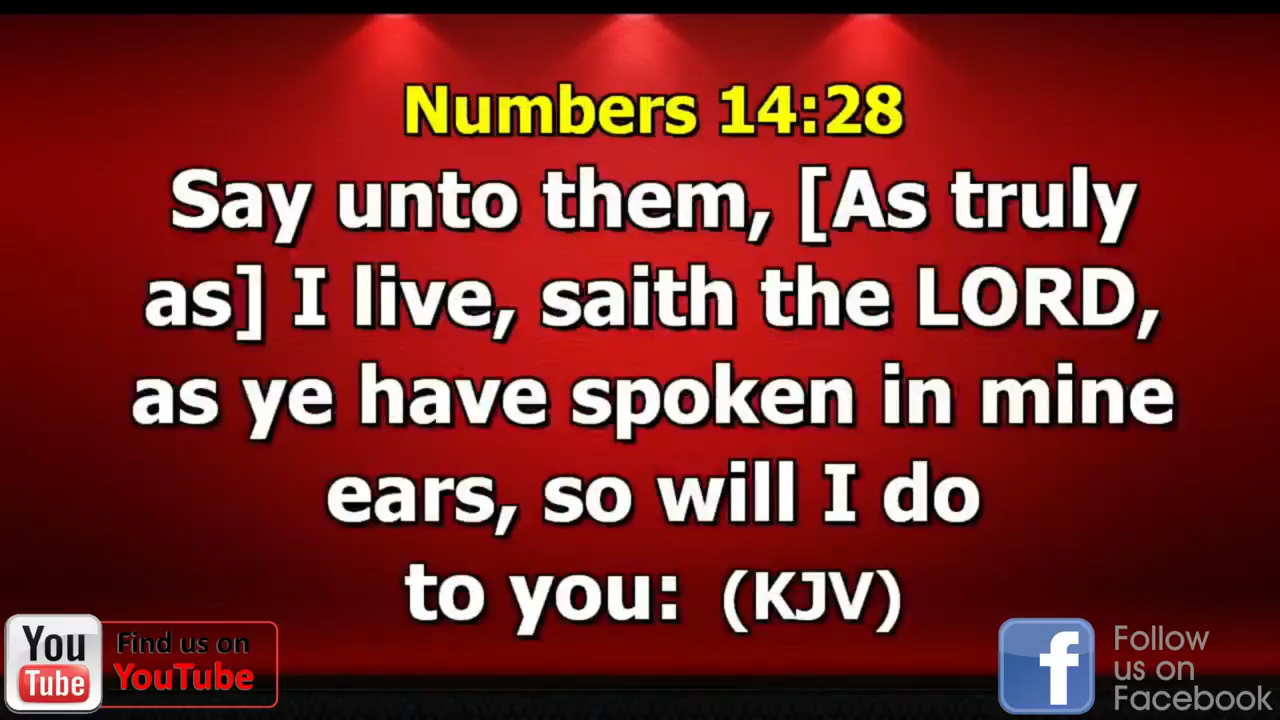 Numbers 14:28
Say unto them, [As truly
as] I live, saith the LORD,
as ye have spoken in mine
ears, so will I do
to you: (KJV)
You
Tube
Find us on
YouTube
f
Follow
us on
Facebook